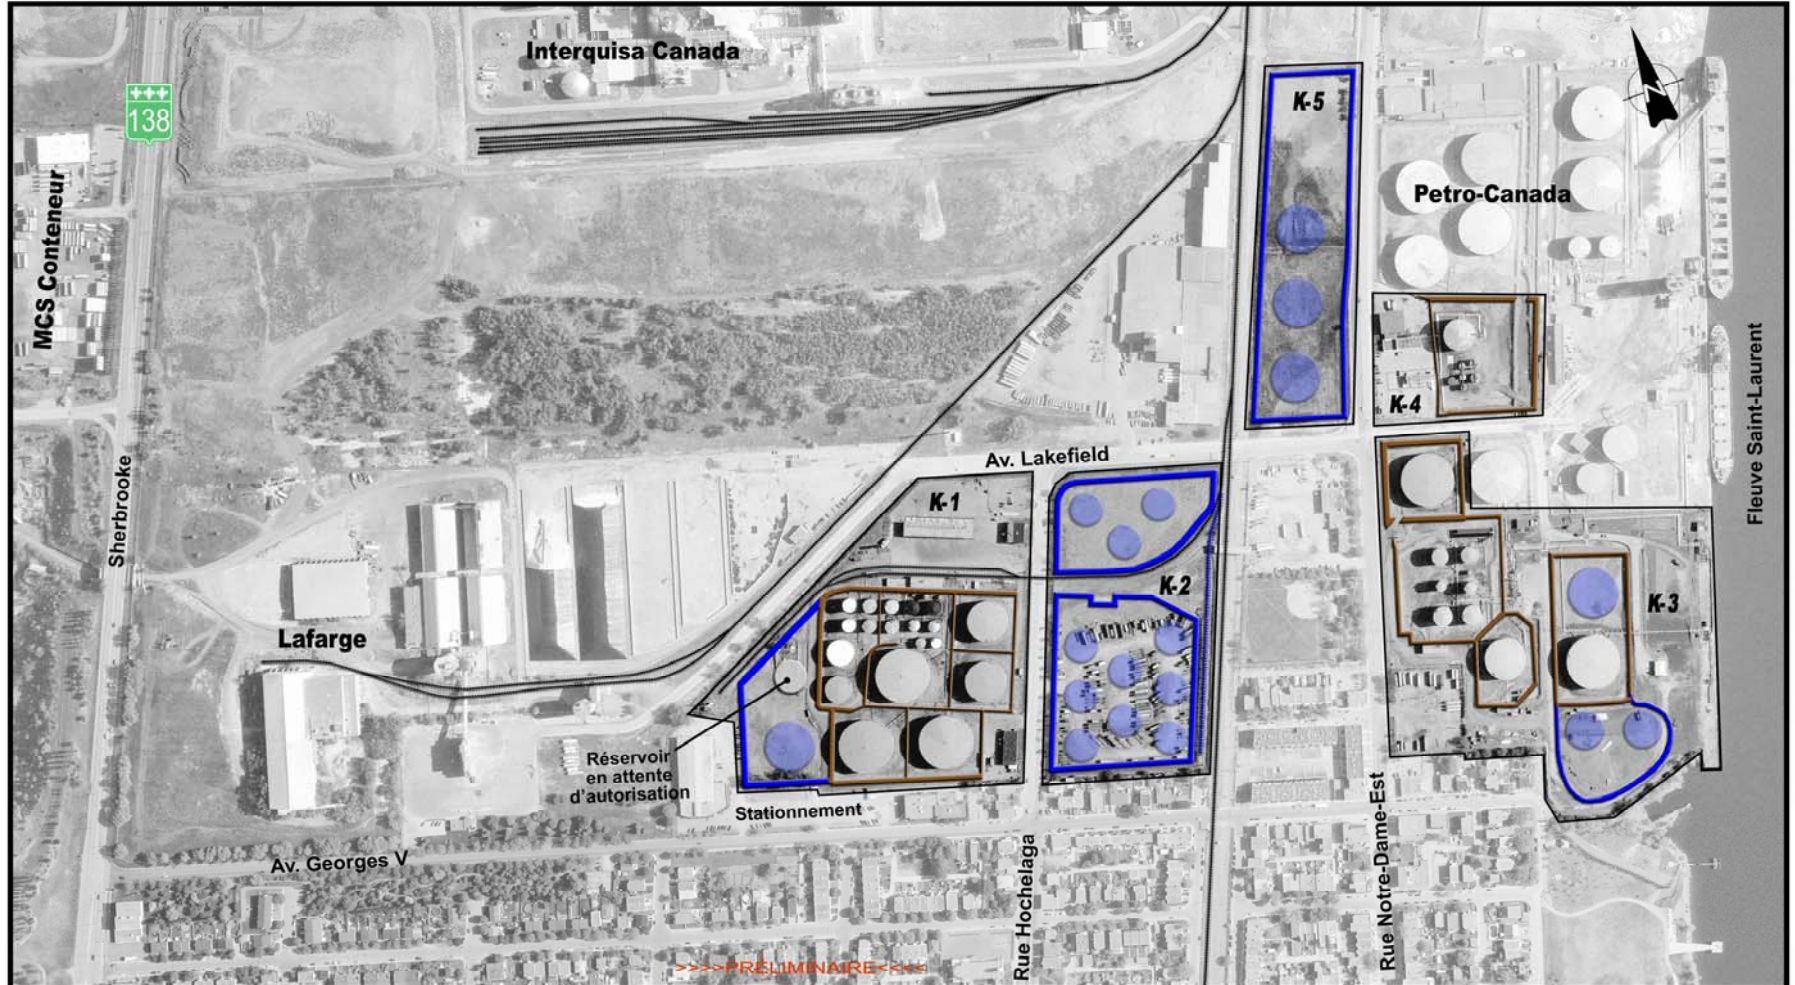 Interquisa Canada
138
K-5
N
MCS Conteneur
Petro-Canada
K-4
Fleuve Saint-Laurent
Av. Lakefield
Sherbrooke
K-1
K-2
K-3
Lafarge
Réservoir
en attente
d'autorisation
Stationnement
Av. Georges V
Rue Hochelaga
Rue Notre-Dame-Est
>>>>PRÉLIMINAIRE<<<<